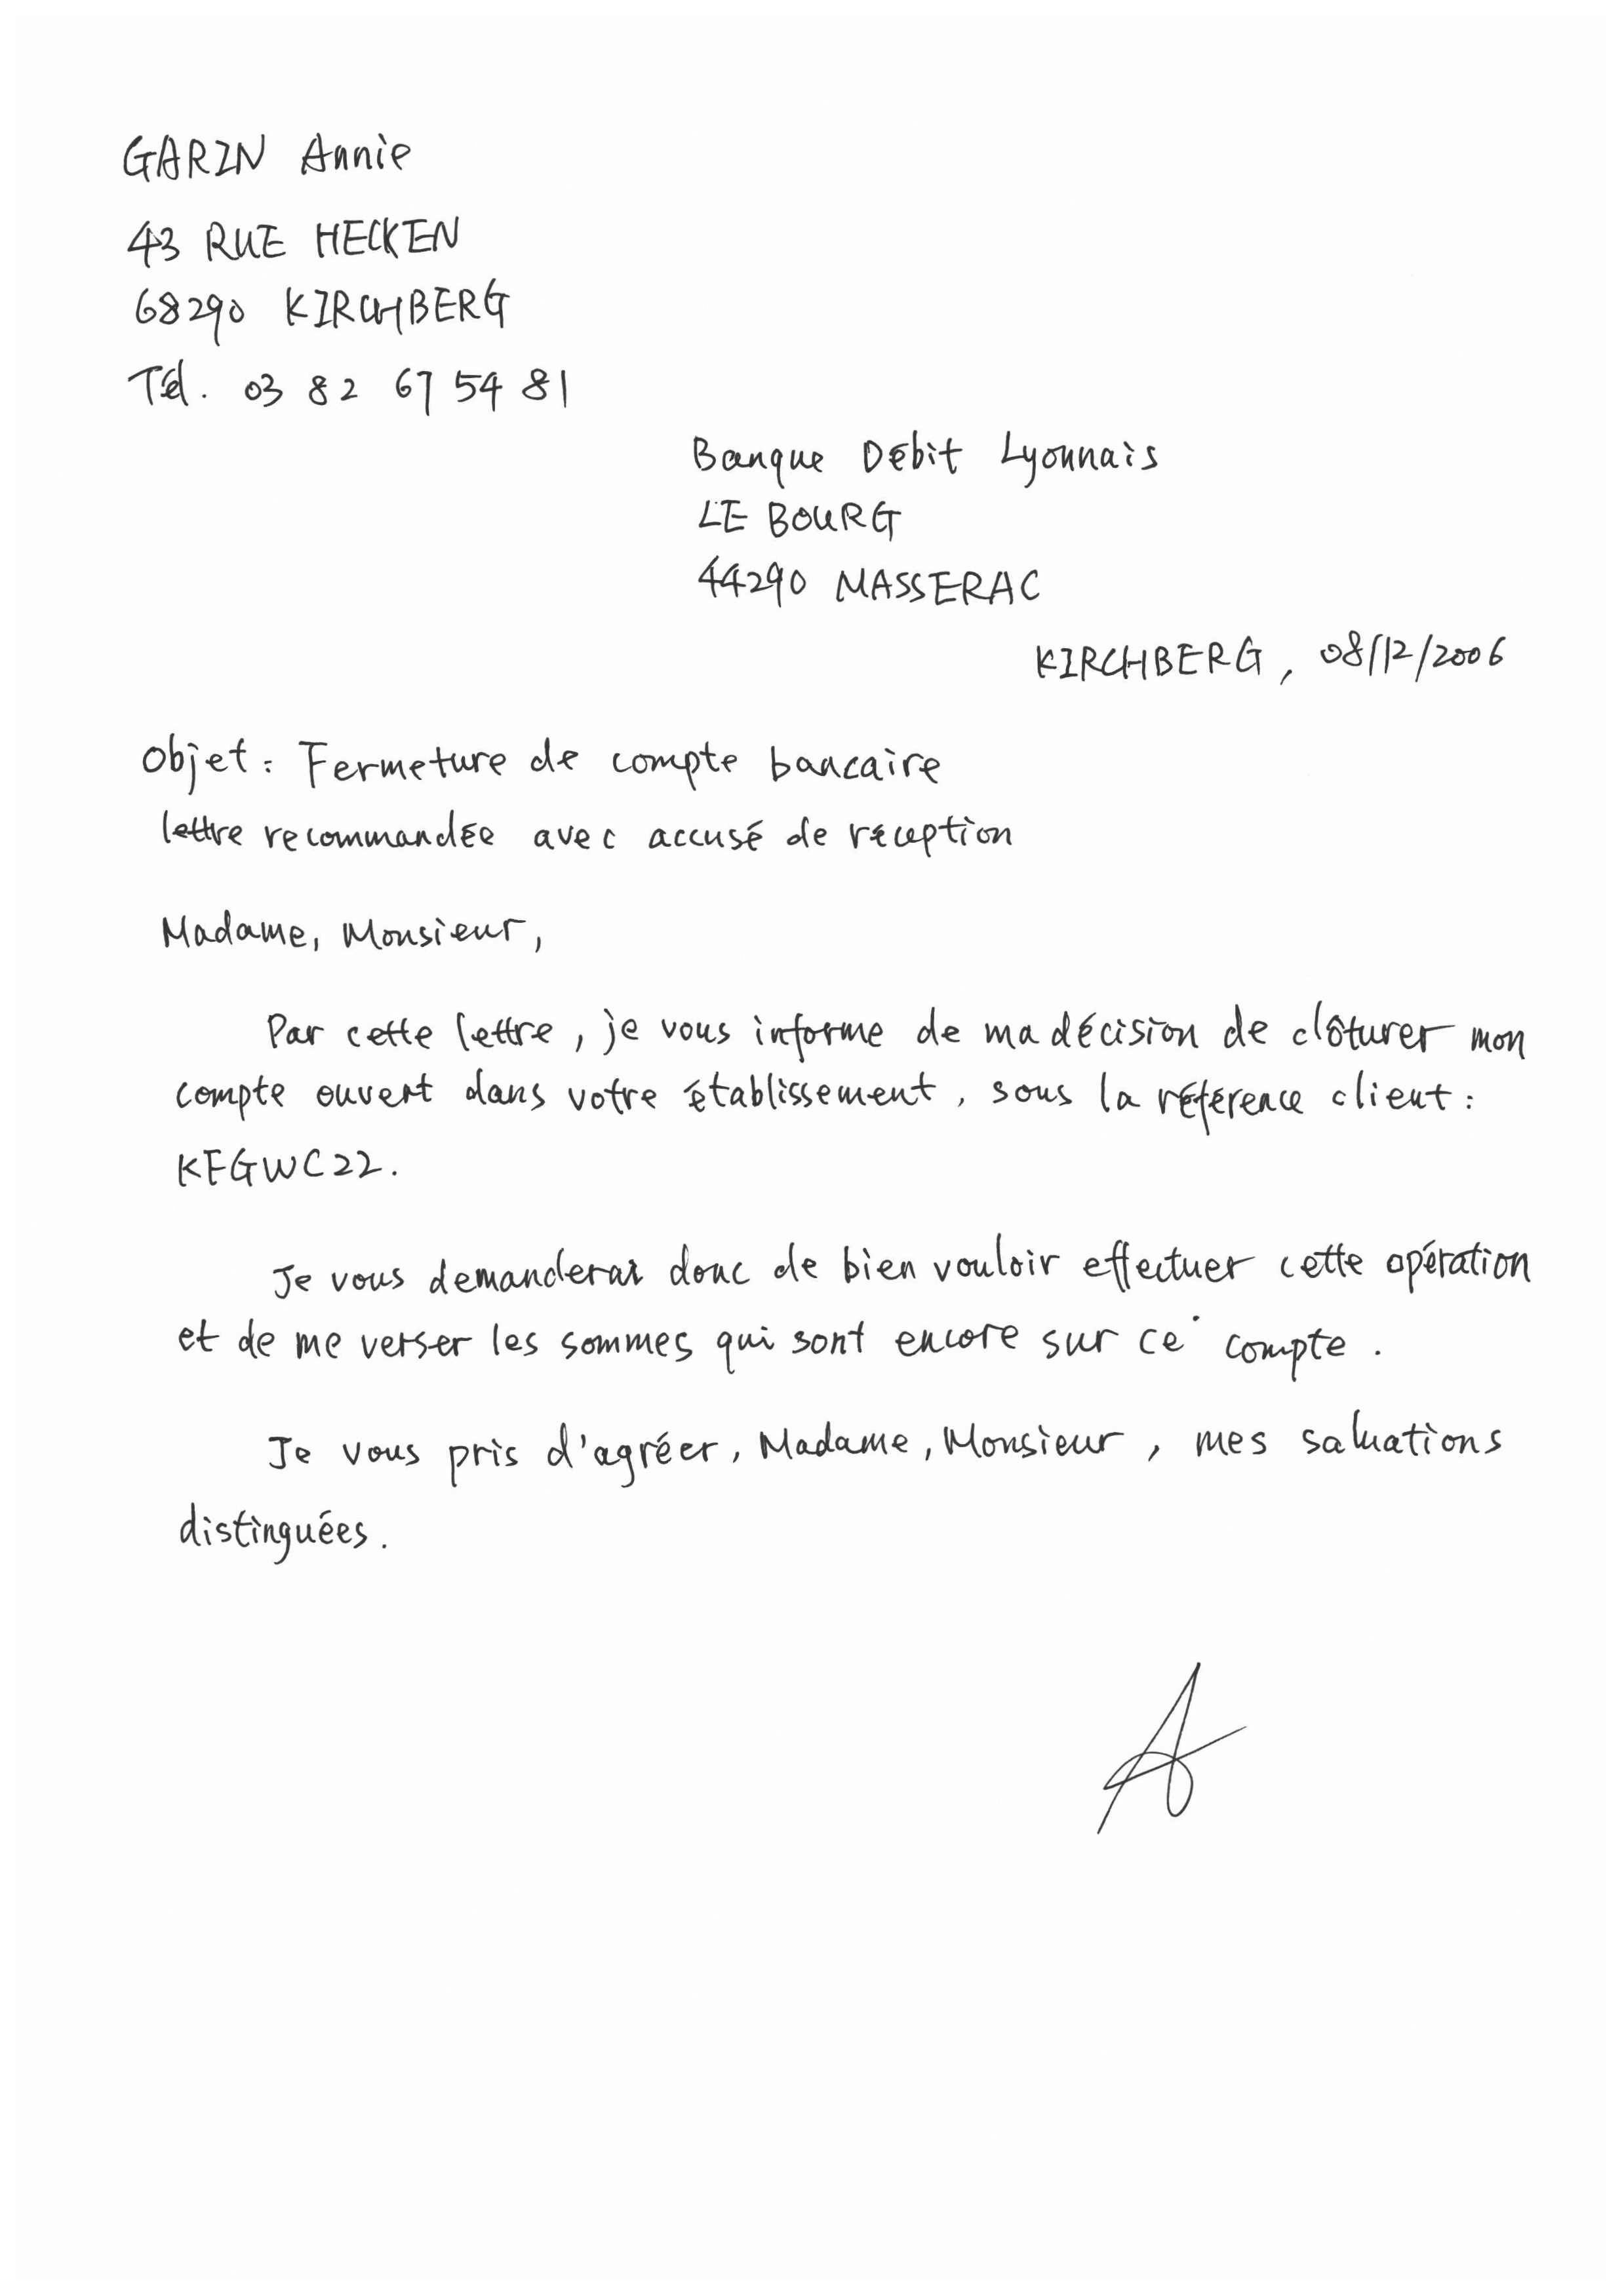 GARIN Annie
43 RUE HECKEN
68290 KIRCHBERG
Tél. 03 82 67 54 81
Banque Débit Lyonnais
LE BOURG
44290 MASSERAC
KIRCHBERG, 08/12/2006
Objet : Fermeture de compte bancaire
lettre recommandée avec accusé de réception
Madame, Monsieur,
Par cette lettre, je vous informe de ma décision de clôturer mon
compte ouvert dans votre établissement, sous la référence client :
KFGWC22.
Je vous demanderai donc de bien vouloir effectuer cette opération
et de me verser les sommes qui sont encore sur ce compte.
Je vous pris d'agréer, Madame, Monsieur, mes saluations
distinguées.